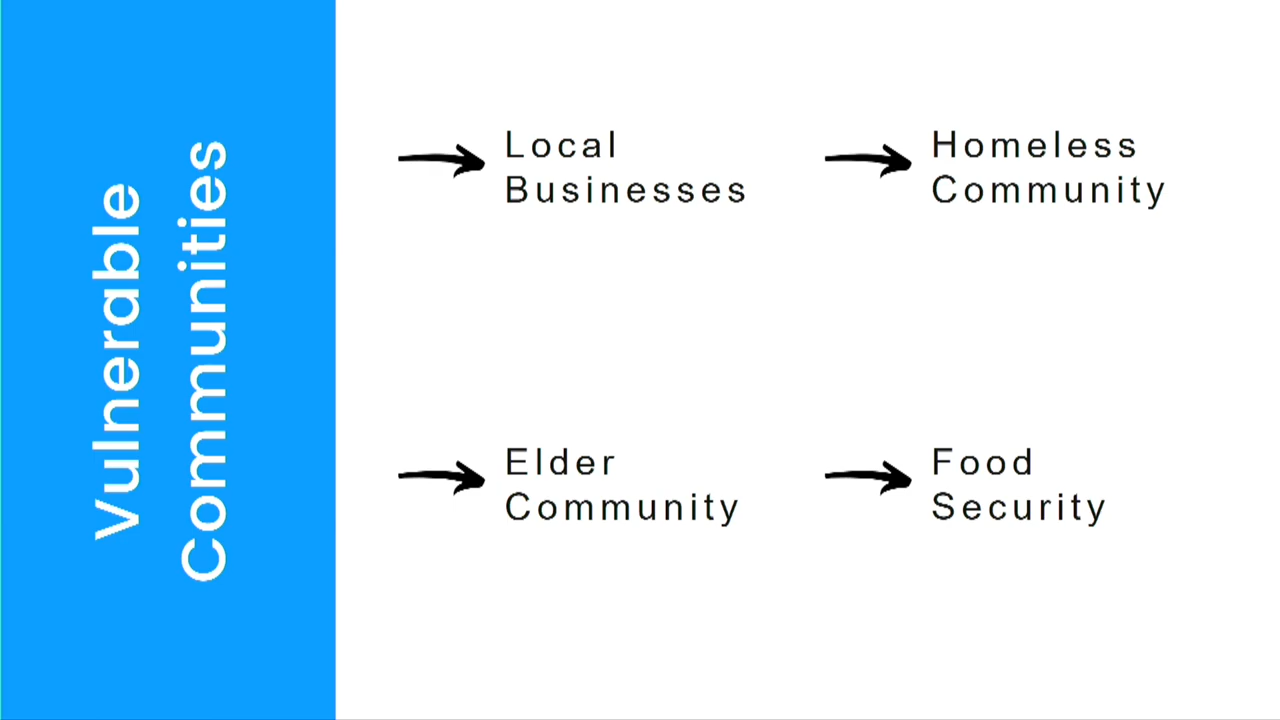 Vulnerable
Communities
Local
Businesses
Homeless
Community
Elder
Community
Food
Security